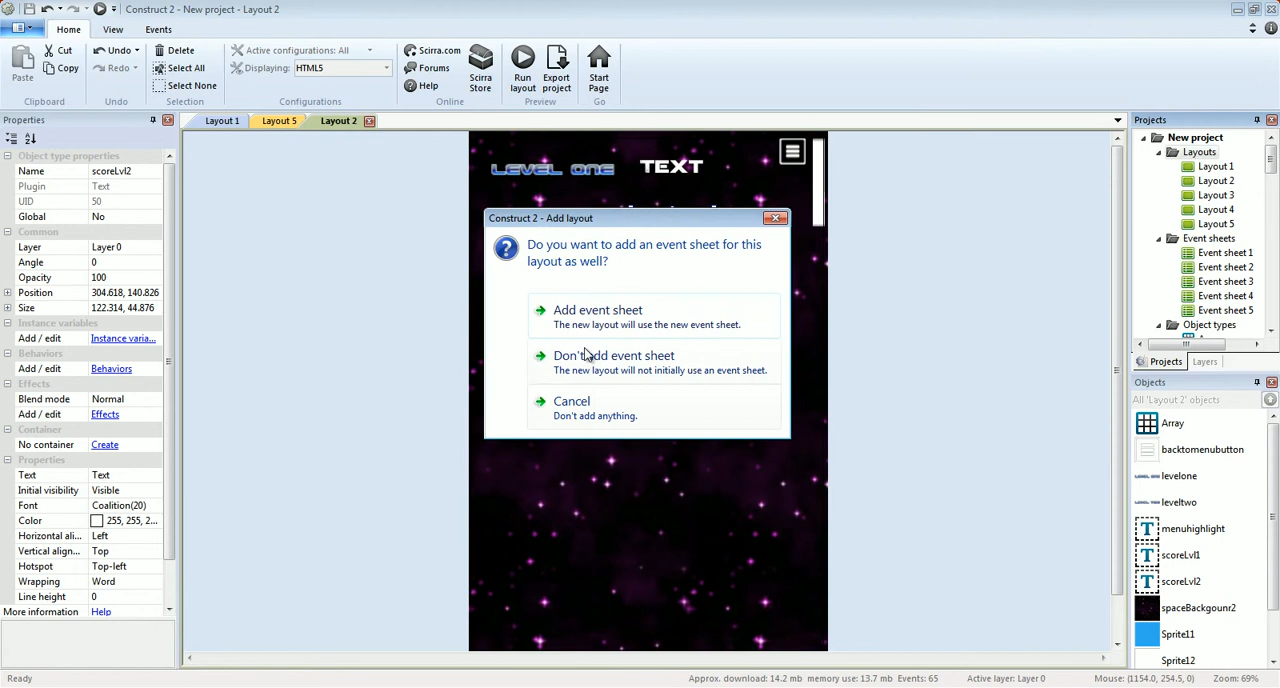 Construct 2 - New project - Layout 2
Home
View
Events
Paste
Cut
Copy
Clipboard
Undo
Redo
Undo
Delete
Select All
Select None
Selection
Active configurations: All
Displaying: HTML5
Configurations
Scirra.com
Forums
Help
Scirra Store
Online
Run layout
Export project
Preview
Start Page
Go
Properties
Object type properties
Name scoreLvl2
Plugin Text
UID 50
Global No
Common
Layer Layer 0
Angle 0
Opacity 100
Position 304.618, 140.826
Size 122.314, 44.876
Instance variables
Add / edit Instance varia...
Behaviors
Add / edit Behaviors
Effects
Blend mode Normal
Add / edit Effects
Container
No container Create
Properties
Text Text
Initial visibility Visible
Font Coalition(20)
Color 255, 255, 2...
Horizontal ali... Left
Vertical align... Top
Hotspot Top-left
Wrapping Word
Line height 0
More information Help
Layout 1
Layout 5
Layout 2
LEVEL ONE
TEXT
Construct 2 - Add layout
Do you want to add an event sheet for this
layout as well?
Add event sheet
The new layout will use the new event sheet.
Don't add event sheet
The new layout will not initially use an event sheet.
Cancel
Don't add anything.
Projects
New project
Layouts
Layout 1
Layout 2
Layout 3
Layout 4
Layout 5
Event sheets
Event sheet 1
Event sheet 2
Event sheet 3
Event sheet 4
Event sheet 5
Object types
Projects
Layers
Objects
All 'Layout 2' objects
Array
backtomenubutton
levelone
leveltwo
menuhighlight
scoreLvl1
scoreLvl2
spaceBackgounr2
Sprite11
Sprite12
Ready
Approx. download: 14.2 mb
memory use: 13.7 mb
Events: 65
Active layer: Layer 0
Mouse: (1154.0, 254.5, 0)
Zoom: 69%